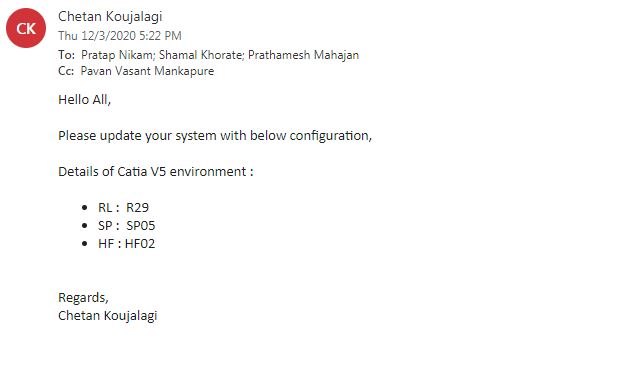 CK
Chetan Koujalagi
Thu 12/3/2020 5:22 PM
To: Pratap Nikam; Shamal Khorate; Prathamesh Mahajan
Cc: Pavan Vasant Mankapure
Hello All,
Please update your system with below configuration,
Details of Catia V5 environment :
• RL : R29
• SP : SP05
• HF : HF02
Regards,
Chetan Koujalagi